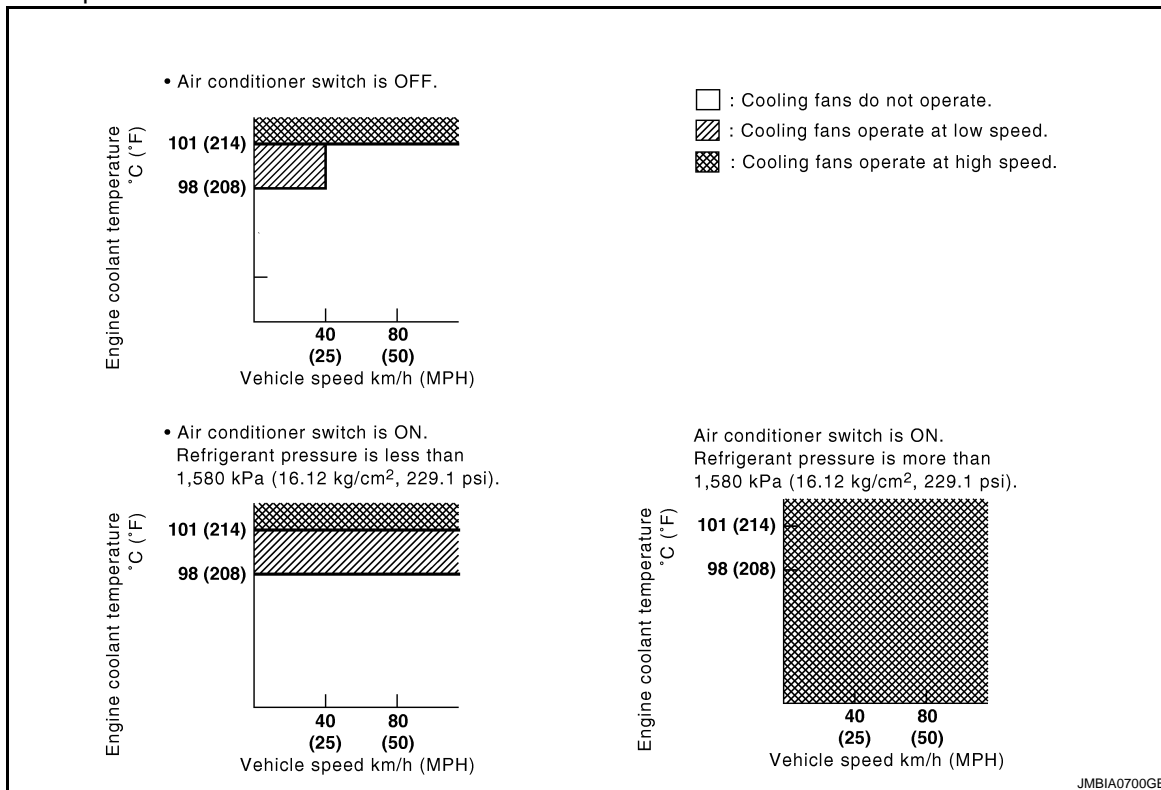 • Air conditioner switch is OFF.
Engine coolant temperature
°C (°F)
101 (214)
98 (208)
40
(25)
80
(50)
Vehicle speed km/h (MPH)
: Cooling fans do not operate.
: Cooling fans operate at low speed.
: Cooling fans operate at high speed.
• Air conditioner switch is ON.
Refrigerant pressure is less than
1,580 kPa (16.12 kg/cm², 229.1 psi).
Engine coolant temperature
°C (°F)
101 (214)
98 (208)
40
(25)
80
(50)
Vehicle speed km/h (MPH)
Air conditioner switch is ON.
Refrigerant pressure is more than
1,580 kPa (16.12 kg/cm², 229.1 psi).
Engine coolant temperature
°C (°F)
101 (214)
98 (208)
40
(25)
80
(50)
Vehicle speed km/h (MPH)
JMBIA0700GB